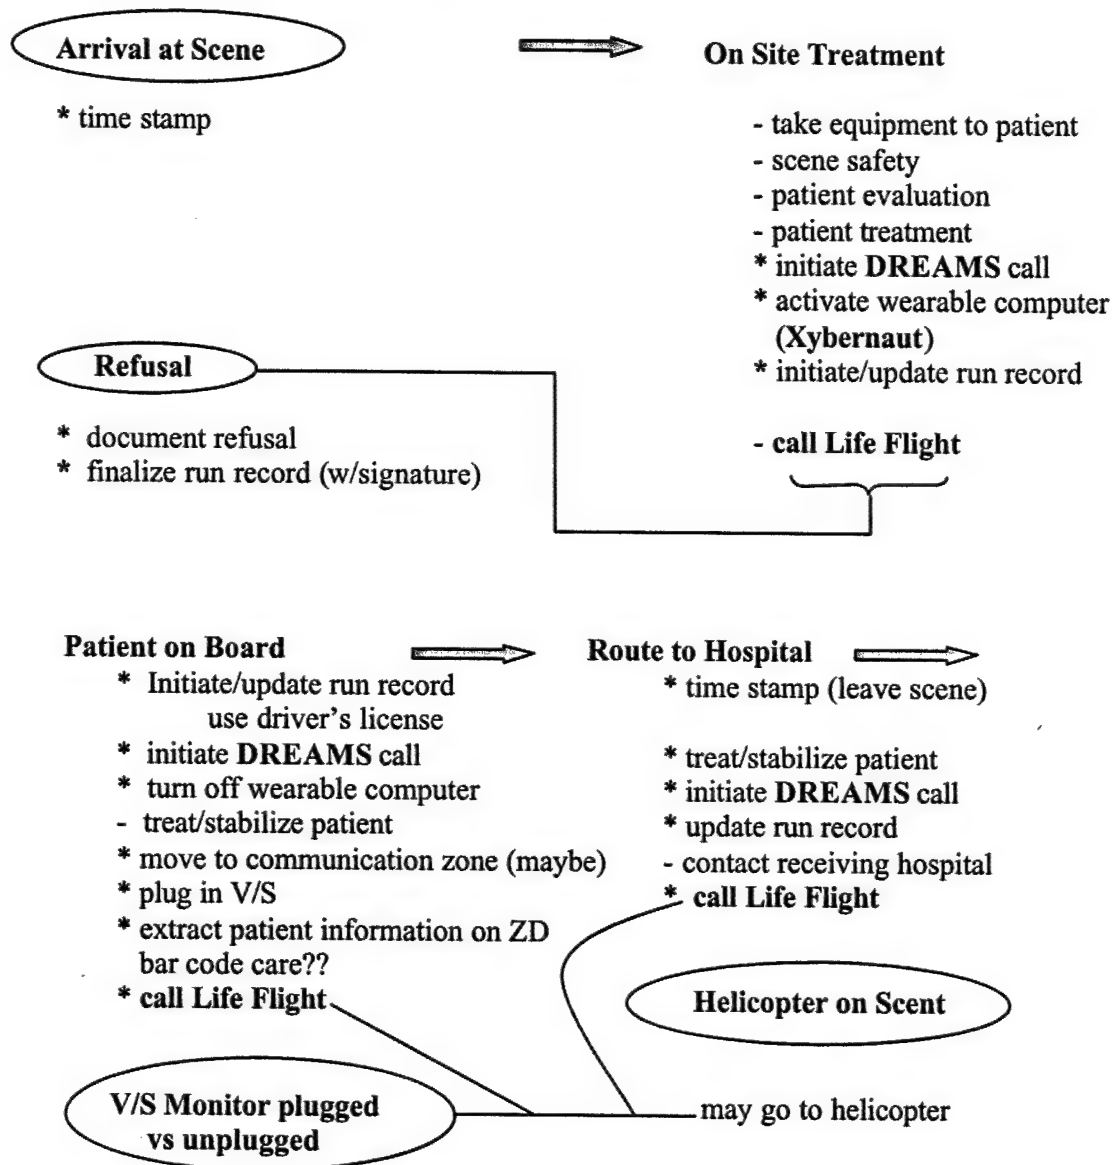 Arrival at Scene
* time stamp
On Site Treatment
- take equipment to patient
- scene safety
- patient evaluation
- patient treatment
* initiate DREAMS call
* activate wearable computer
(Xybernaut)
* initiate/update run record
- call Life Flight
Refusal
* document refusal
* finalize run record (w/signature)
Patient on Board
* Initiate/update run record
use driver's license
* initiate DREAMS call
* turn off wearable computer
- treat/stabilize patient
* move to communication zone (maybe)
* plug in V/S
* extract patient information on ZD
bar code care??
* call Life Flight
Route to Hospital
* time stamp (leave scene)
* treat/stabilize patient
* initiate DREAMS call
* update run record
- contact receiving hospital
* call Life Flight
Helicopter on Scent
V/S Monitor plugged
vs unplugged
may go to helicopter